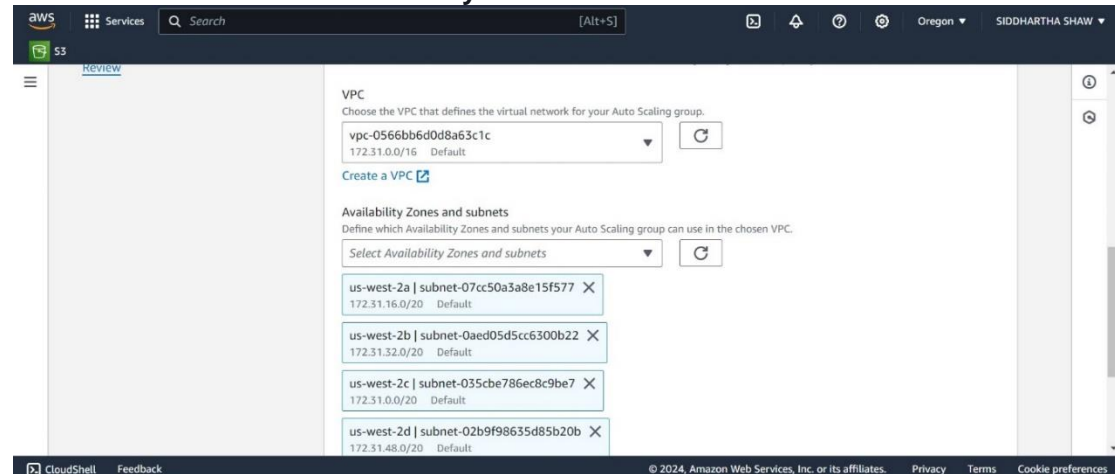 aws Services Search [Alt+S] Oregon ▼ SIDDHARTHA SHAW ▼
S3
Review
VPC
Choose the VPC that defines the virtual network for your Auto Scaling group.
vpc-0566bb6d0d8a63c1c
172.31.0.0/16 Default
Create a VPC
Availability Zones and subnets
Define which Availability Zones and subnets your Auto Scaling group can use in the chosen VPC.
Select Availability Zones and subnets
us-west-2a | subnet-07cc50a3a8e15f577
172.31.16.0/20 Default
us-west-2b | subnet-0aed05d5cc6300b22
172.31.32.0/20 Default
us-west-2c | subnet-035cbe786ec8c9be7
172.31.0.0/20 Default
us-west-2d | subnet-02b9f98635d85b20b
172.31.48.0/20 Default
CloudShell Feedback © 2024, Amazon Web Services, Inc. or its affiliates. Privacy Terms Cookie preferences